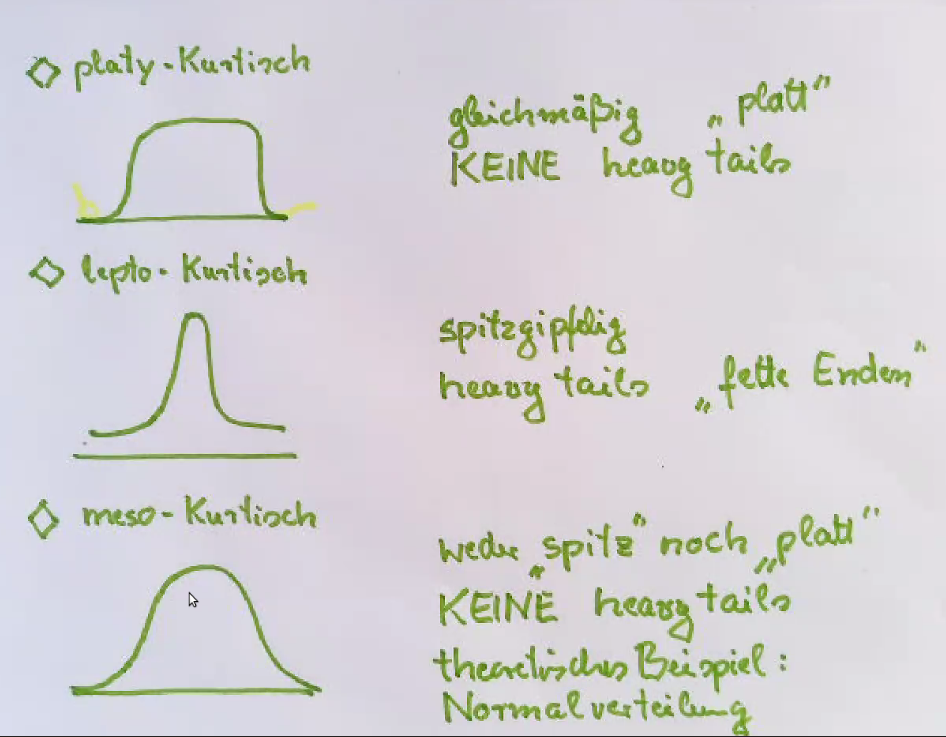 ◇ platy-Kurtisch
gleichmäßig „platt"
KEINE heavy tails
◇ lepto-Kurtisch
spitzgipfelig
heavy tails „fette Enden"
◇ meso-Kurtisch
weder „spitz" noch „platt"
KEINE heavy tails
theoretisches Beispiel:
Normalverteilung